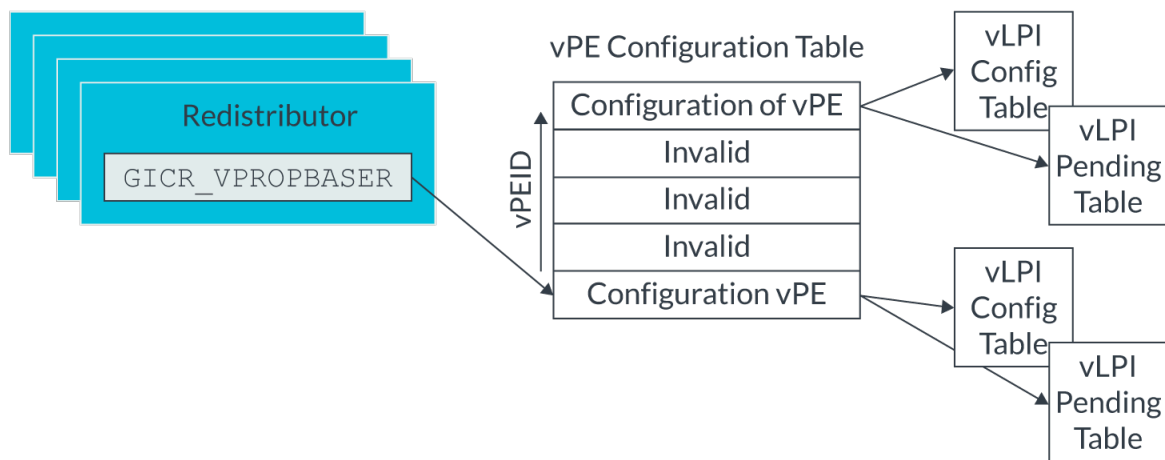 Redistributor
GICR_VPROPBASER
vPE Configuration Table
vPEID
Configuration of vPE
Invalid
Invalid
Invalid
Configuration vPE
vLPI
Config
Table
vLPI
Pending
Table
vLPI
Config
Table
vLPI
Pending
Table